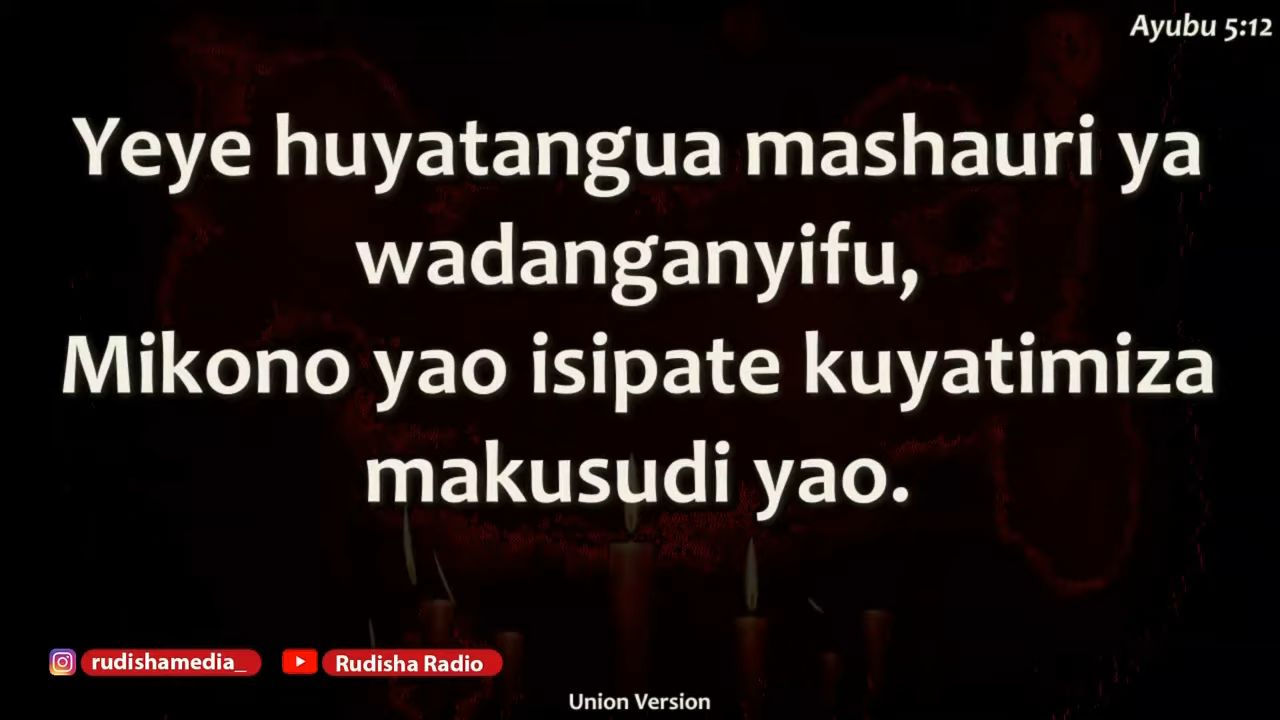 Ayubu 5:12
Yeye huyatangua mashauri ya
wadanganyifu,
Mikono yao isipate kuyatimiza
makusudi yao.
rudishamedia_
Rudisha Radio
Union Version